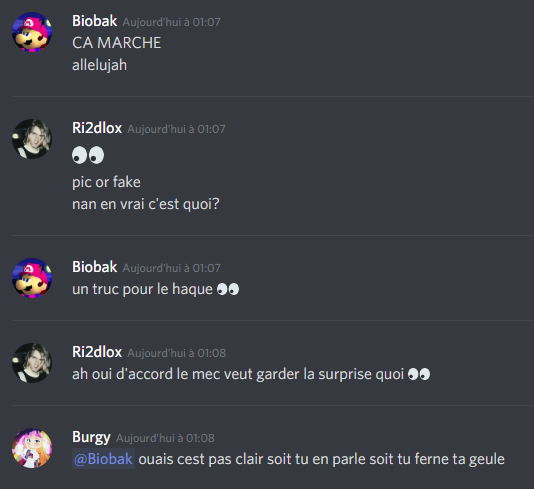 Biobak Aujourd'hui à 01:07
CA MARCHE
allelujah
Ri2dlox Aujourd'hui à 01:07
👀
pic or fake
nan en vrai c'est quoi?
Biobak Aujourd'hui à 01:07
un truc pour le haque 👀
Ri2dlox Aujourd'hui à 01:08
ah oui d'accord le mec veut garder la surprise quoi 👀
Burgy Aujourd'hui à 01:08
@Biobak ouais cest pas clair soit tu en parle soit tu ferne ta geule